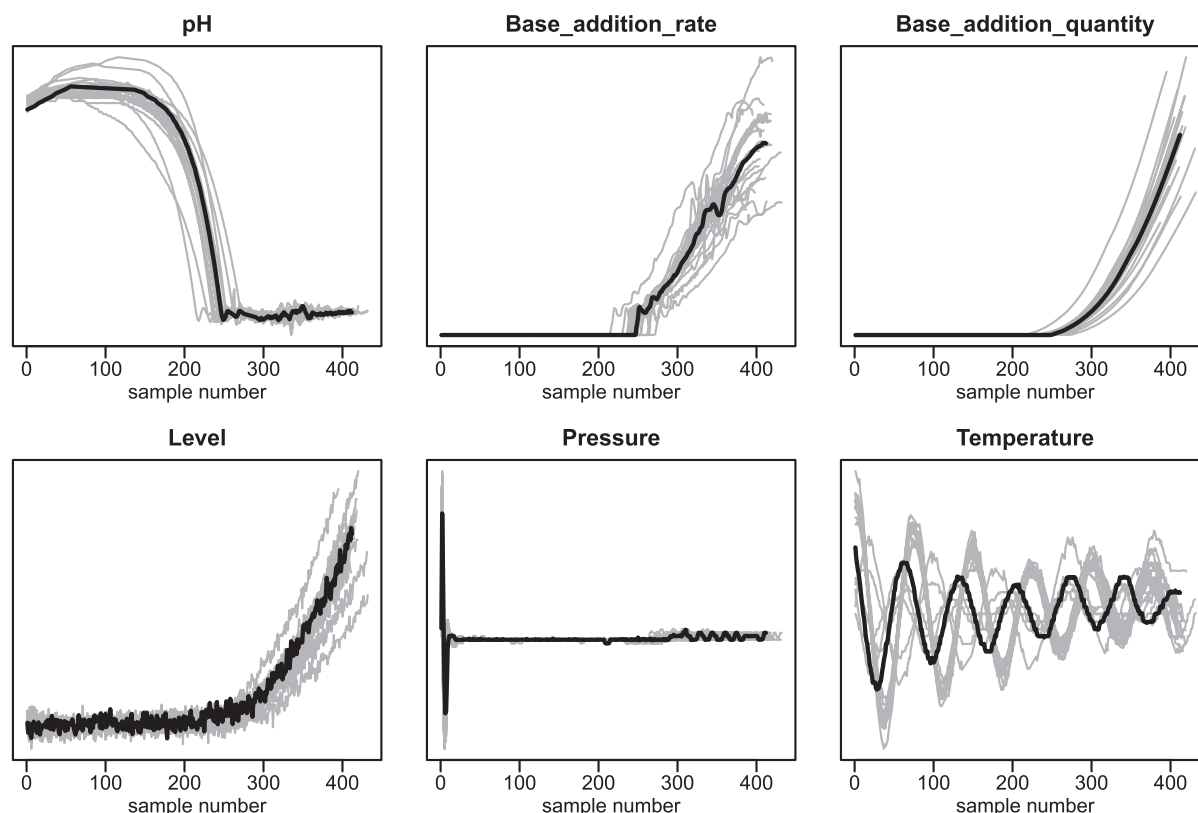 pH Base_addition_rate Base_addition_quantity
0 100 200 300 400 0 100 200 300 400 0 100 200 300 400
sample number sample number sample number
Level Pressure Temperature
0 100 200 300 400 0 100 200 300 400 0 100 200 300 400
sample number sample number sample number